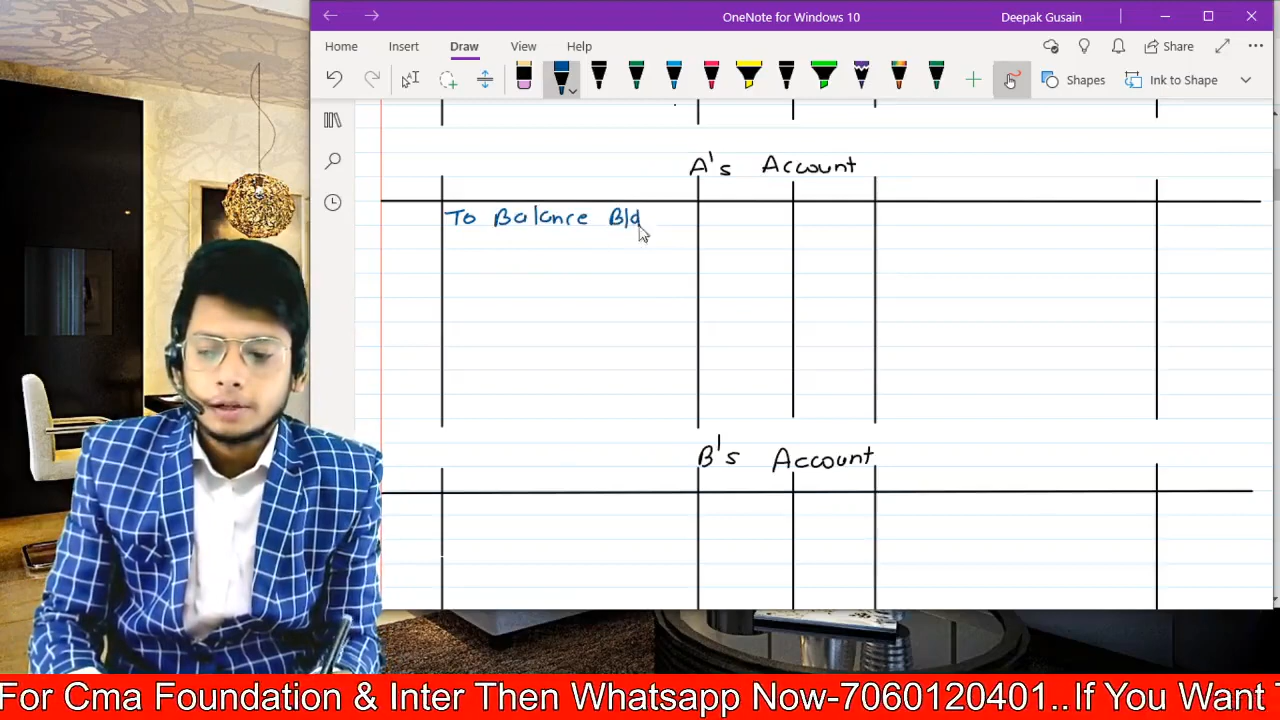 OneNote for Windows 10
Deepak Gusain
Home Insert Draw View Help
Share
Shapes
Ink to Shape
A's Account
To Balance B/d
B's Account
For Cma Foundation & Inter Then Whatsapp Now-7060120401..If You Want